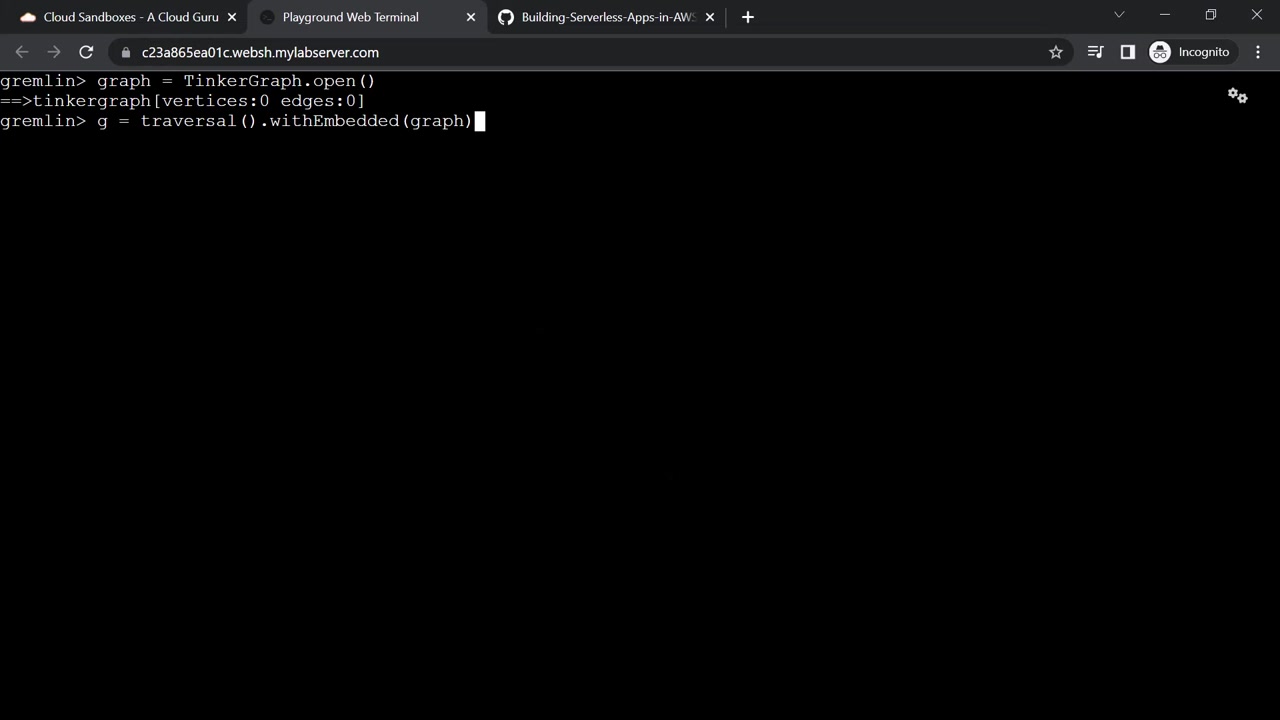 Cloud Sandboxes - A Cloud Guru
Playground Web Terminal
Building-Serverless-Apps-in-AWS
c23a865ea01c.websh.mylabserver.com
Incognito
gremlin> graph = TinkerGraph.open()
==>tinkergraph[vertices:0 edges:0]
gremlin> g = traversal().withEmbedded(graph)